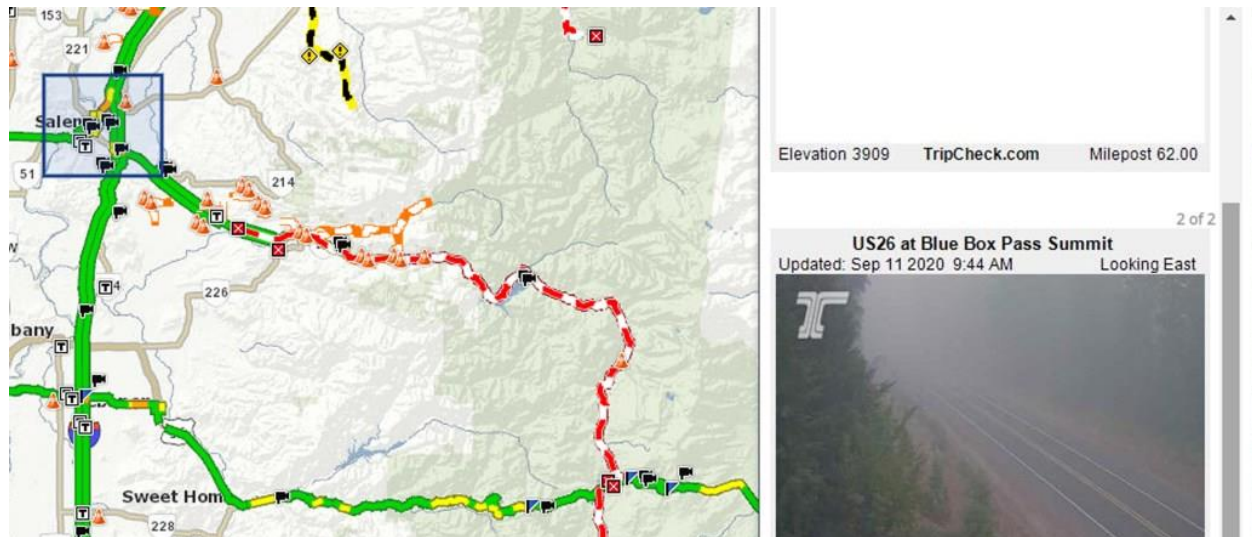 153
221
Salem
51
214
226
bany
Sweet Hom
228
Elevation 3909 TripCheck.com Milepost 62.00
2 of 2
US26 at Blue Box Pass Summit
Updated: Sep 11 2020 9:44 AM Looking East